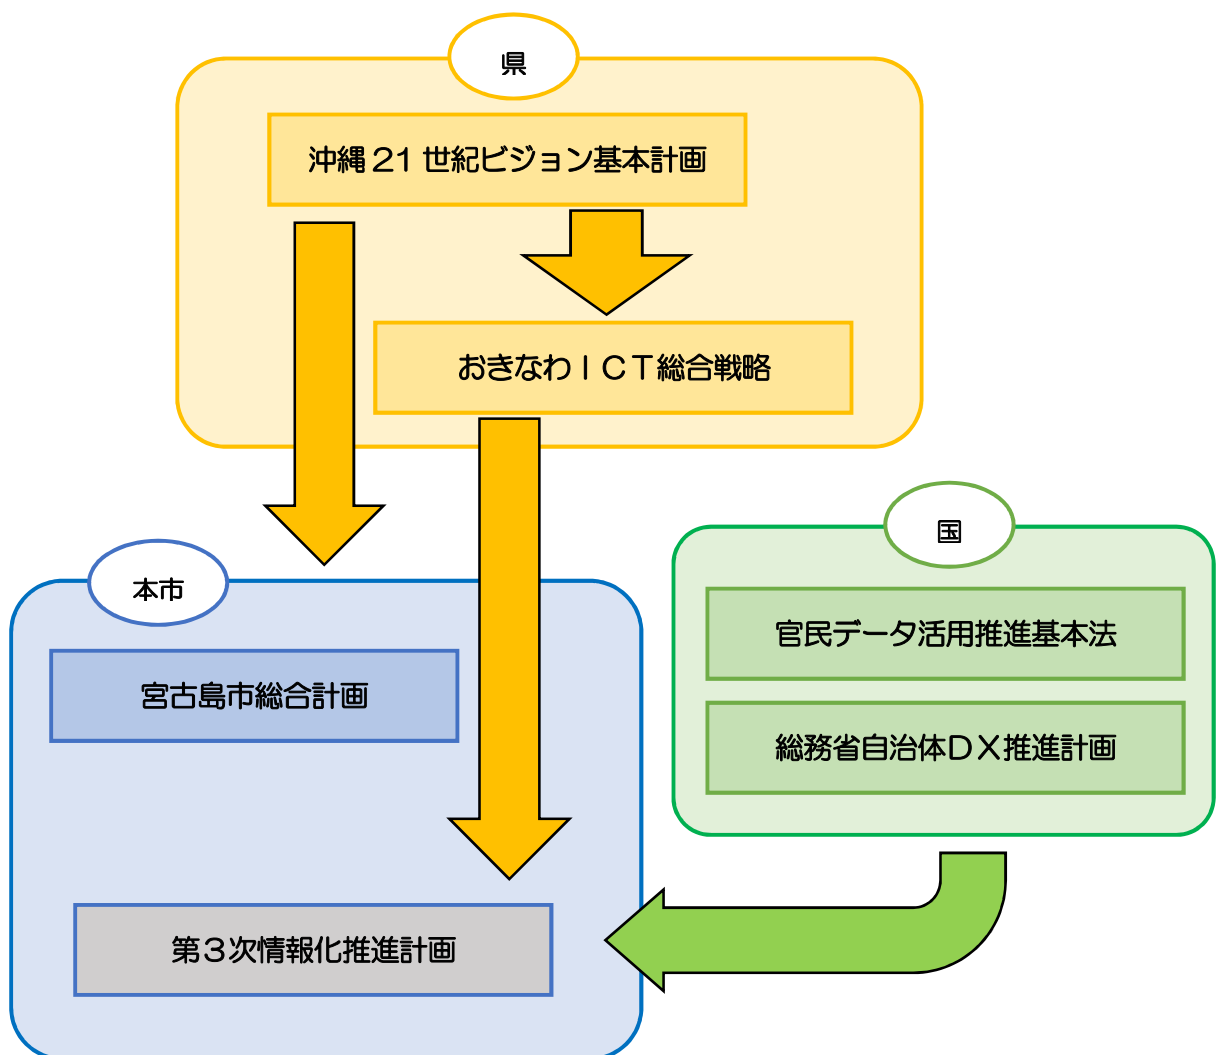 県
沖縄21世紀ビジョン基本計画
おきなわＩＣＴ総合戦略
国
本市
官民データ活用推進基本法
宮古島市総合計画
総務省自治体ＤＸ推進計画
第３次情報化推進計画